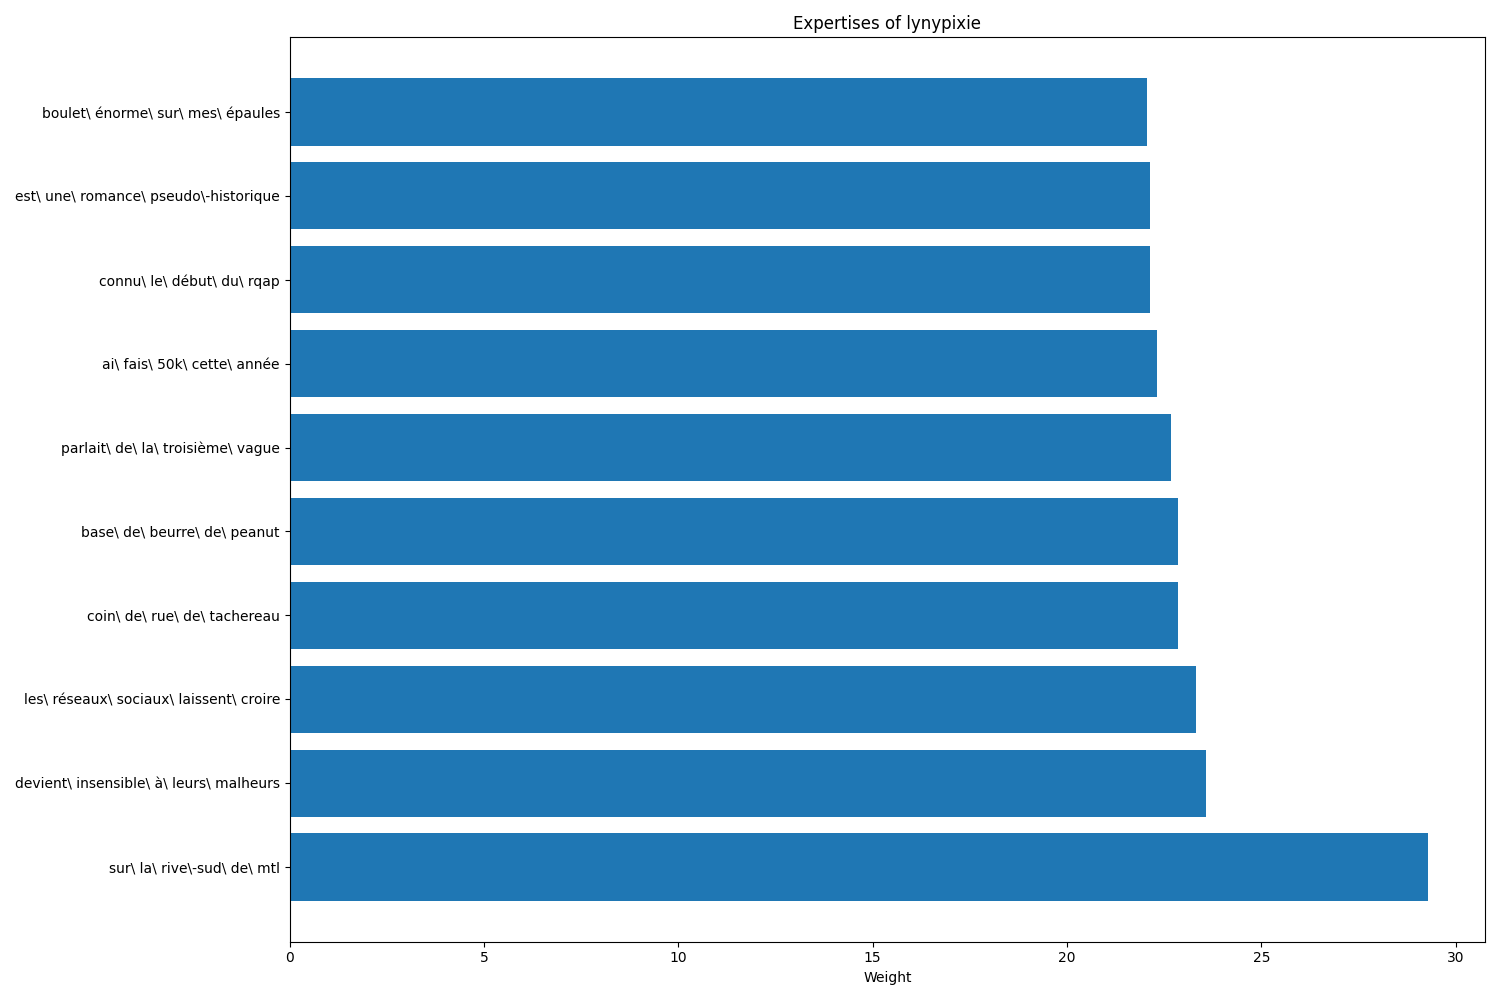 Expertises of lynypixie
boulet\ énorme\ sur\ mes\ épaules
est\ une\ romance\ pseudo\-historique
connu\ le\ début\ du\ rqap
ai\ fais\ 50k\ cette\ année
parlait\ de\ la\ troisième\ vague
base\ de\ beurre\ de\ peanut
coin\ de\ rue\ de\ tachereau
les\ réseaux\ sociaux\ laissent\ croire
devient\ insensible\ à\ leurs\ malheurs
sur\ la\ rive\-sud\ de\ mtl
0 5 10 15 20 25 30
Weight